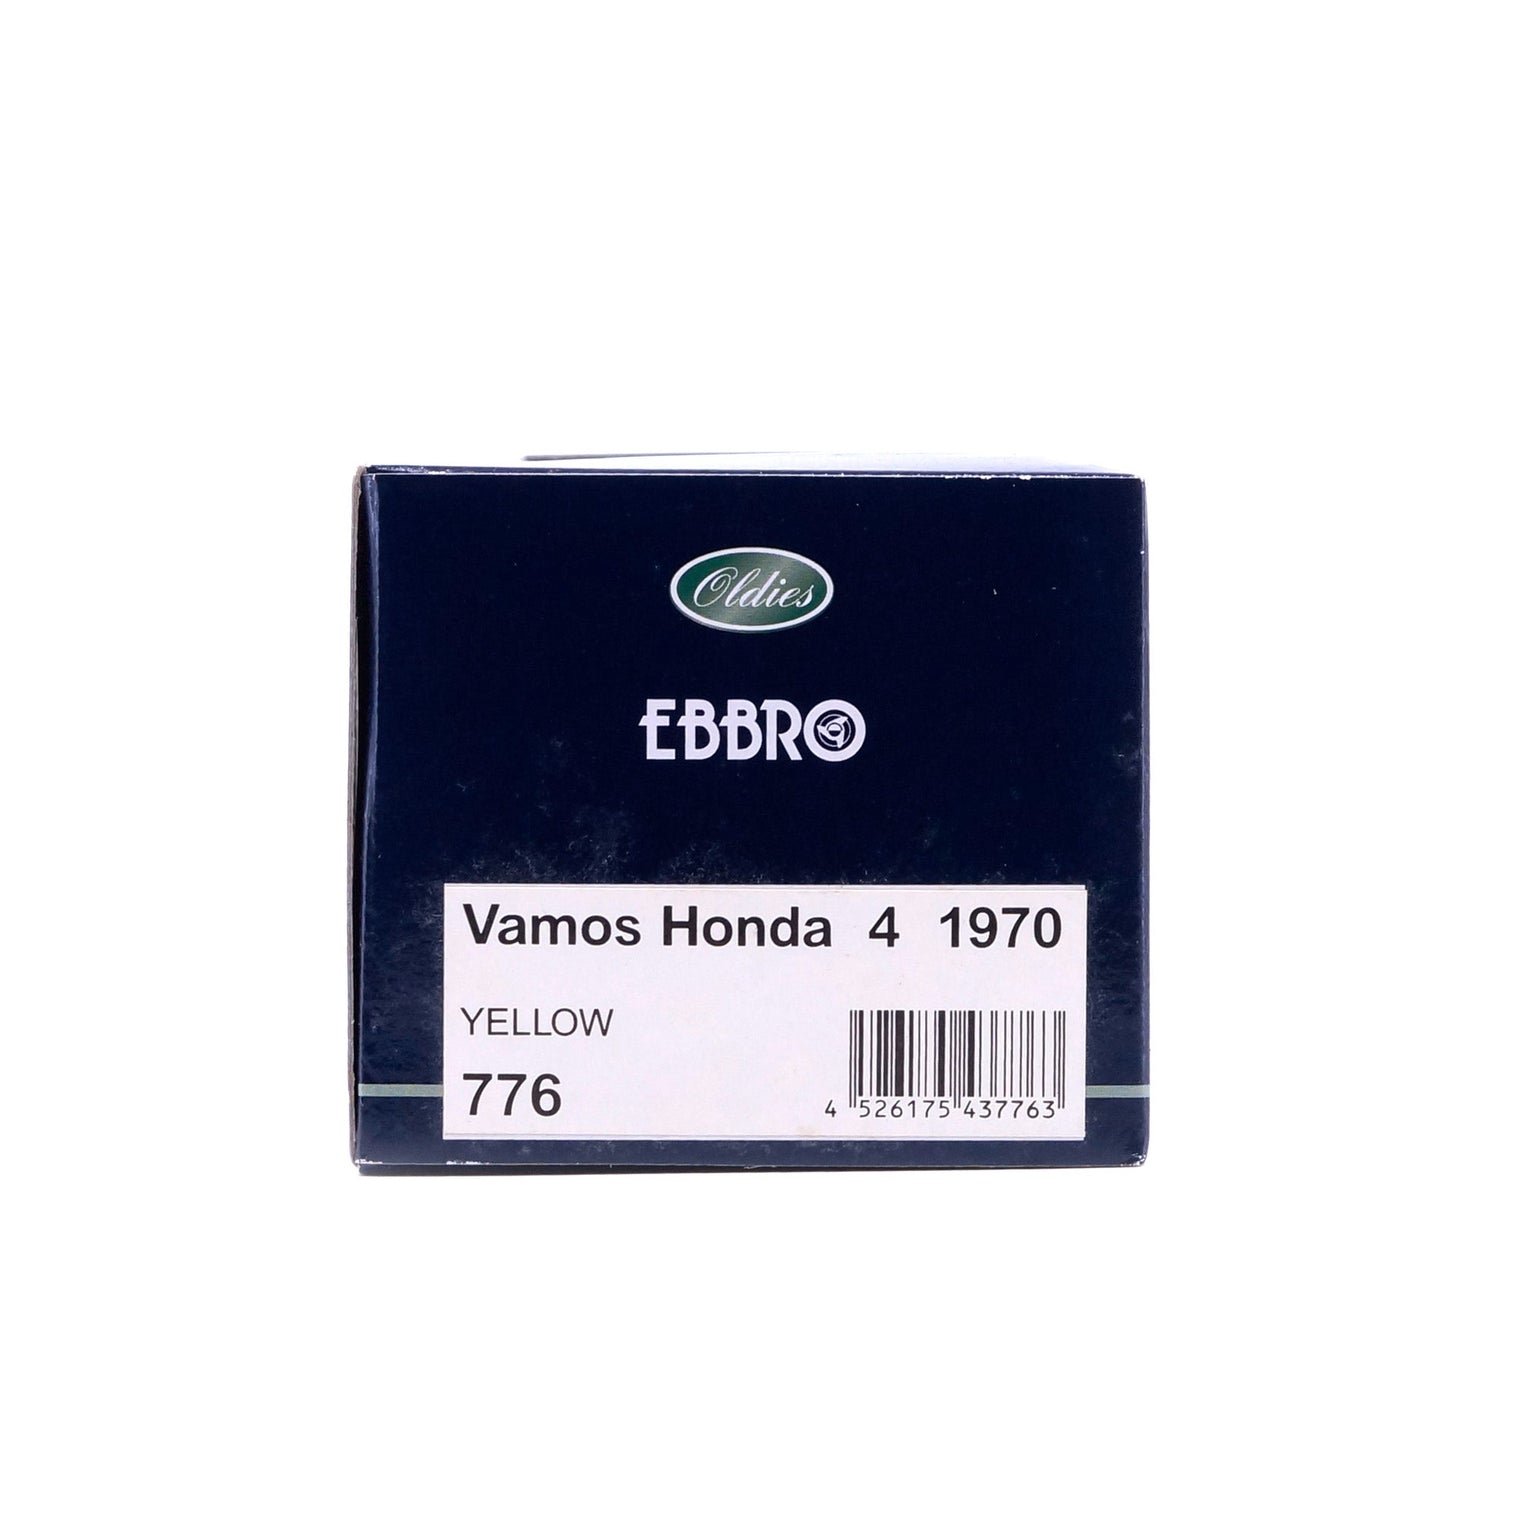 Oldies
EBBRO
Vamos Honda 4 1970
YELLOW
776
4 526175 437763